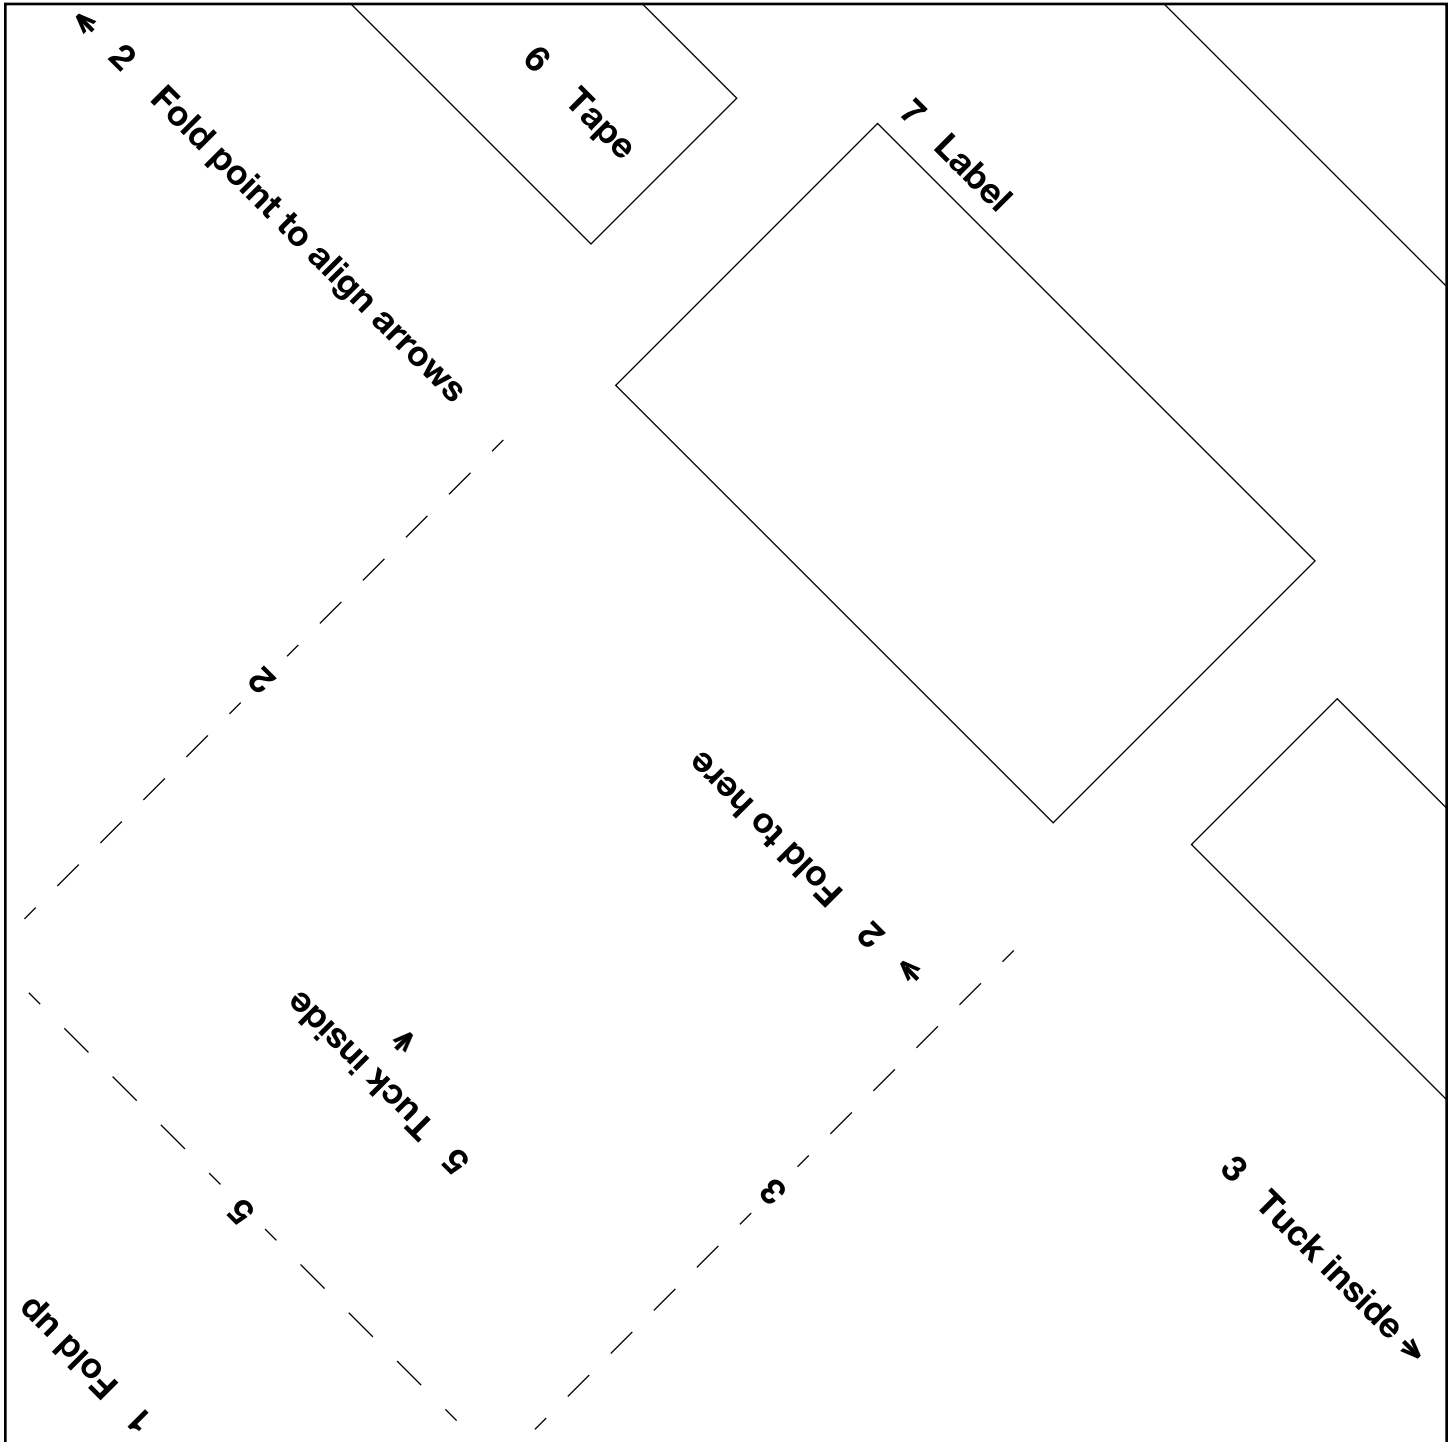 2 Fold point to align arrows
6 Tape
7 Label
2
2 Fold to here
5 Tuck inside
5
3
3 Tuck inside
1 Fold up